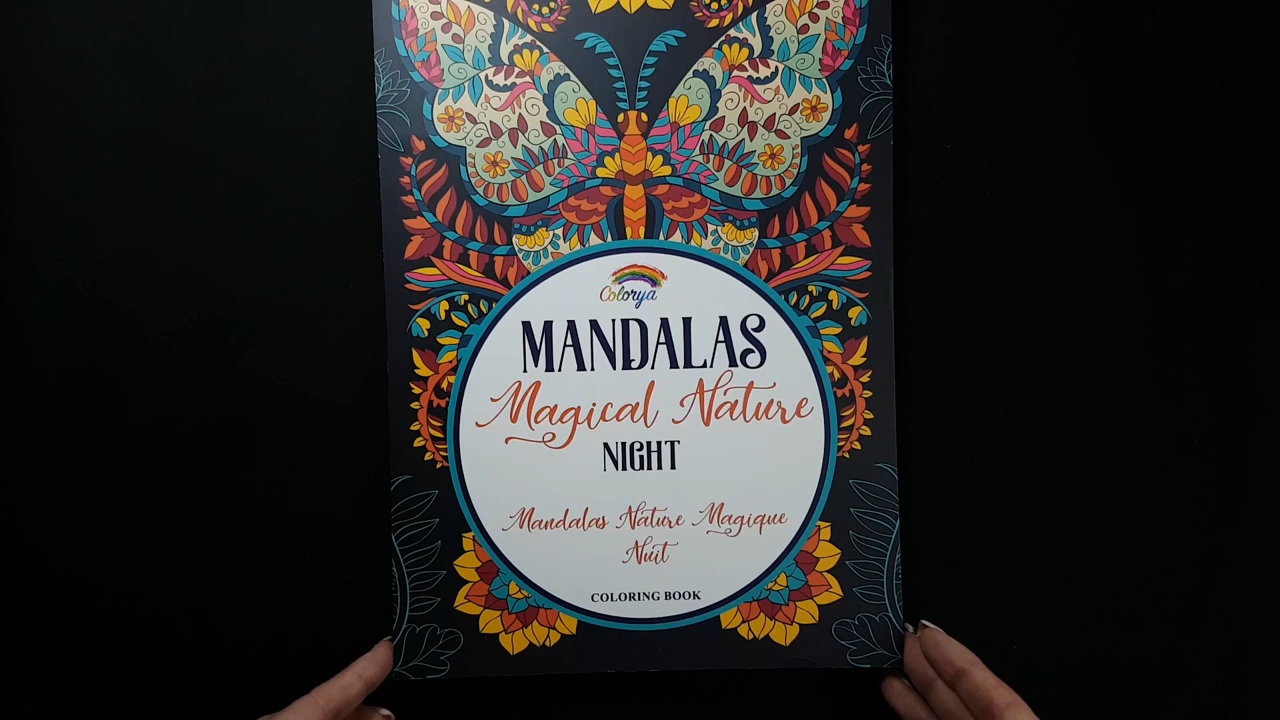 Colorya
MANDALAS
Magical Nature
NIGHT
Mandalas Nature Magique
Nuit
COLORING BOOK